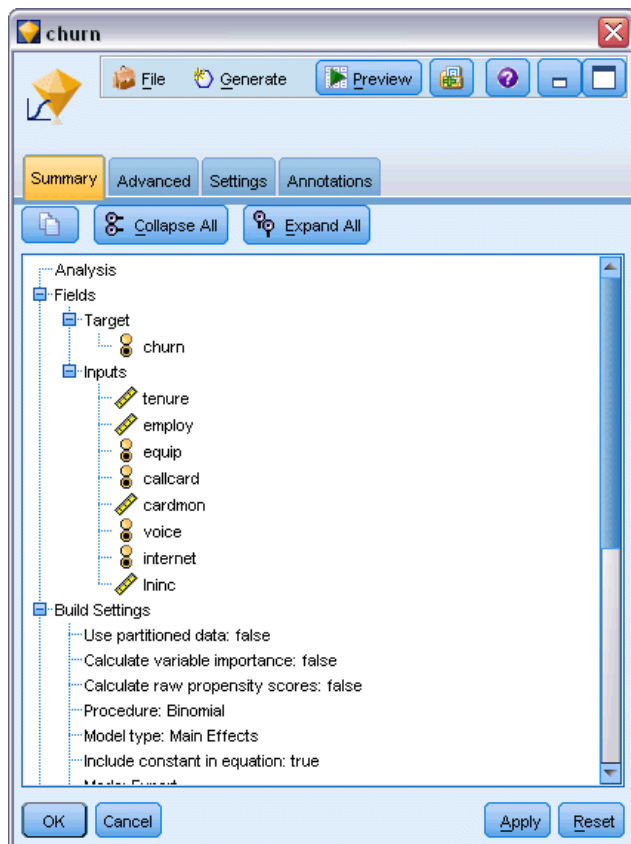 churn
File Generate Preview
Summary Advanced Settings Annotations
Collapse All Expand All
Analysis
Fields
Target
churn
Inputs
tenure
employ
equip
callcard
cardmon
voice
internet
lninc
Build Settings
Use partitioned data: false
Calculate variable importance: false
Calculate raw propensity scores: false
Procedure: Binomial
Model type: Main Effects
Include constant in equation: true
OK Cancel Apply Reset